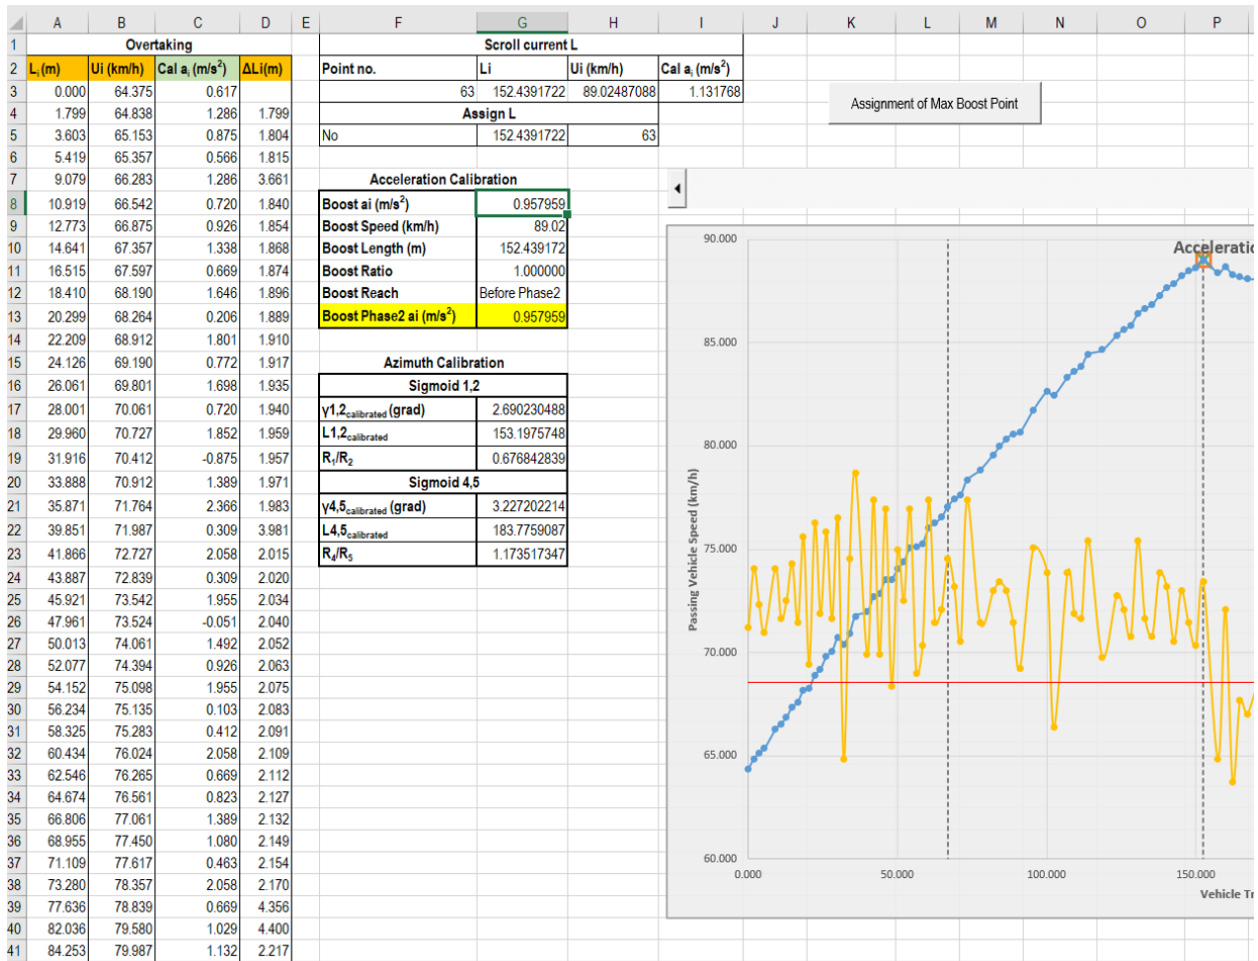 A B C D E F G H I J K L M N O P
1 Overtaking Scroll current L
2 Li (m) Ui (km/h) Cal ai (m/s²) ΔLi(m) Point no. Li Ui (km/h) Cal ai (m/s²)
3 0.000 64.375 0.617 63 152.4391722 89.02487088 1.131768
Assignment of Max Boost Point
4 1.799 64.838 1.286 1.799 Assign L
5 3.603 65.153 0.875 1.804 No 152.4391722 63
6 5.419 65.357 0.566 1.815
7 9.079 66.283 1.286 3.661 Acceleration Calibration
8 10.919 66.542 0.720 1.840 Boost ai (m/s²) 0.957959
9 12.773 66.875 0.926 1.854 Boost Speed (km/h) 89.02
10 14.641 67.357 1.338 1.868 Boost Length (m) 152.439172
11 16.515 67.597 0.669 1.874 Boost Ratio 1.000000
12 18.410 68.190 1.646 1.896 Boost Reach Before Phase2
13 20.299 68.264 0.206 1.889 Boost Phase2 ai (m/s²) 0.957959
14 22.209 68.912 1.801 1.910
15 24.126 69.190 0.772 1.917 Azimuth Calibration
16 26.061 69.801 1.698 1.935 Sigmoid 1,2
17 28.001 70.061 0.720 1.940 γ1,2calibrated (grad) 2.690230488
18 29.960 70.727 1.852 1.959 L1,2calibrated 153.1975748
19 31.916 70.412 -0.875 1.957 R1/R2 0.676842839
20 33.888 70.912 1.389 1.971 Sigmoid 4,5
21 35.871 71.764 2.366 1.983 γ4,5calibrated (grad) 3.227202214
22 39.851 71.987 0.309 3.981 L4,5calibrated 183.7759087
23 41.866 72.727 2.058 2.015 R4/R5 1.173517347
24 43.887 72.839 0.309 2.020
25 45.921 73.542 1.955 2.034
26 47.961 73.524 -0.051 2.040
27 50.013 74.061 1.492 2.052
28 52.077 74.394 0.926 2.063
29 54.152 75.098 1.955 2.075
30 56.234 75.135 0.103 2.083
31 58.325 75.283 0.412 2.091
32 60.434 76.024 2.058 2.109
33 62.546 76.265 0.669 2.112
34 64.674 76.561 0.823 2.127
35 66.806 77.061 1.389 2.132
36 68.955 77.450 1.080 2.149
37 71.109 77.617 0.463 2.154
38 73.280 78.357 2.058 2.170
39 77.636 78.839 0.669 4.356
40 82.036 79.580 1.029 4.400
41 84.253 79.987 1.132 2.217
Acceleratio
90.000
85.000
80.000
75.000
70.000
65.000
60.000
Passing Vehicle Speed (km/h)
0.000 50.000 100.000 150.000
Vehicle Tr